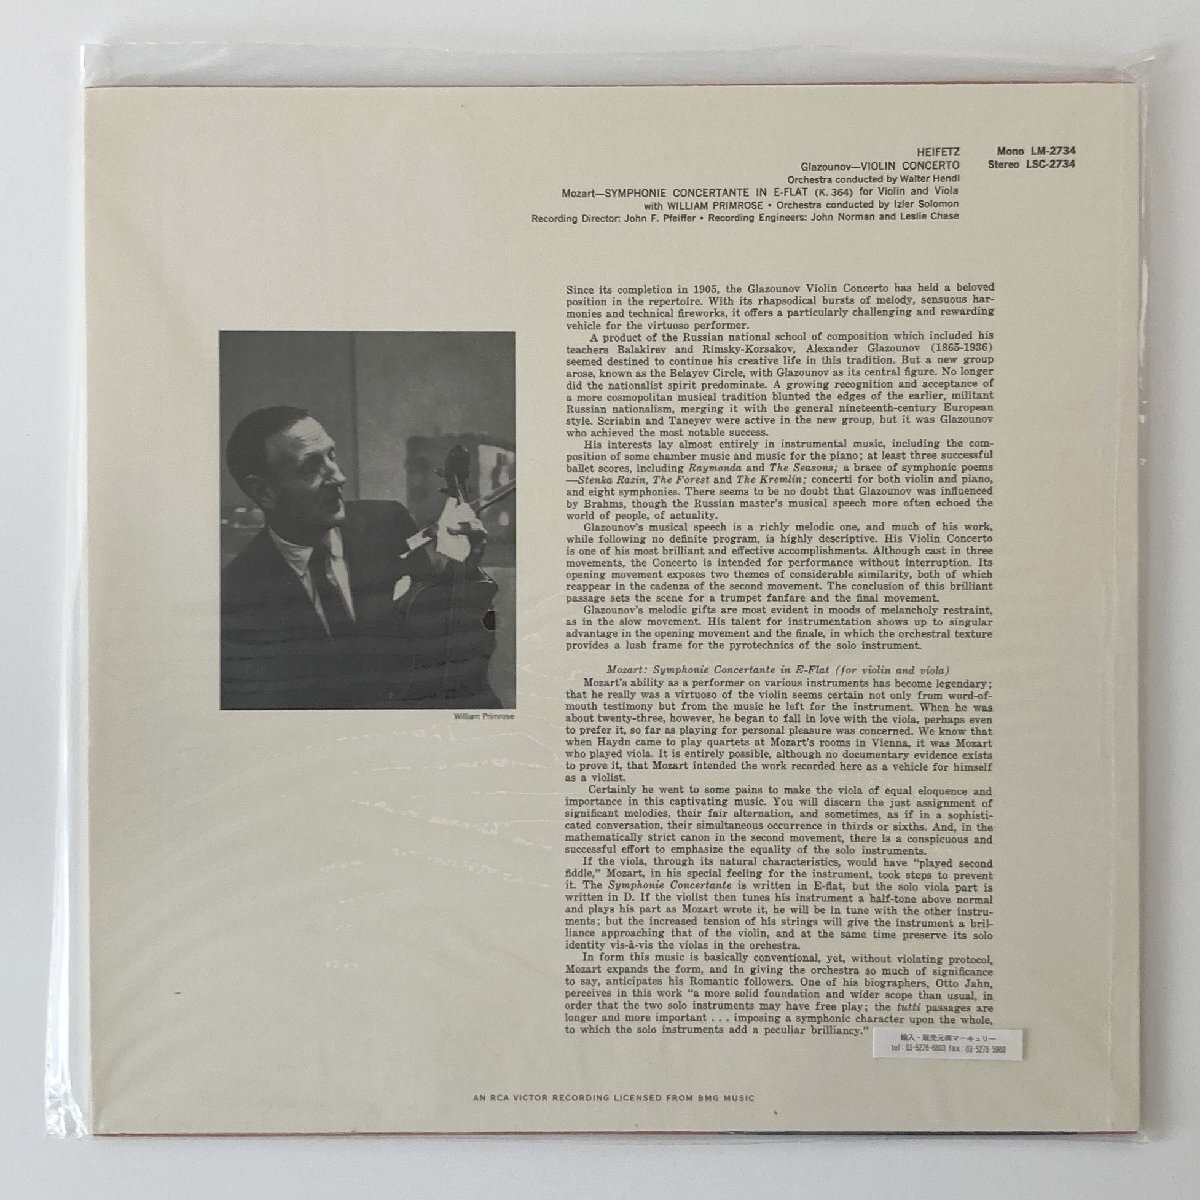 HEIFETZ
Mono LM-2734
Glazounov—VIOLIN CONCERTO
Stereo LSC-2734
Orchestra conducted by Walter Hendl
Mozart—SYMPHONIE CONCERTANTE IN E-FLAT (K. 364) for Violin and Viola
with WILLIAM PRIMROSE • Orchestra conducted by Izler Solomon
Recording Director: John F. Pfeiffer • Recording Engineers: John Norman and Leslie Chase
Since its completion in 1905, the Glazounov Violin Concerto has held a beloved
position in the repertoire. With its rhapsodical bursts of melody, sensuous har-
monies and technical fireworks, it offers a particularly challenging and rewarding
vehicle for the virtuoso performer.
A product of the Russian national school of composition which included his
teachers Balakirev and Rimsky-Korsakov, Alexander Glazounov (1865-1936)
seemed destined to continue his creative life in this tradition. But a new group
arose, known as the Belayev Circle, with Glazounov as its central figure. No longer
did the nationalist spirit predominate. A growing recognition and acceptance of
a more cosmopolitan musical tradition blunted the edges of the earlier, militant
Russian nationalism, merging it with the general nineteenth-century European
style. Scriabin and Taneyev were active in the new group, but it was Glazounov
who achieved the most notable success.
His interests lay almost entirely in instrumental music, including the com-
position of some chamber music and music for the piano; at least three successful
ballet scores, including Raymonda and The Seasons; a brace of symphonic poems
—Stenka Razin, The Forest and The Kremlin; concerti for both violin and piano,
and eight symphonies. There seems to be no doubt that Glazounov was influenced
by Brahms, though the Russian master's musical speech more often echoed the
world of people, of actuality.
Glazounov's musical speech is a richly melodic one, and much of his work,
while following no definite program, is highly descriptive. His Violin Concerto
is one of his most brilliant and effective accomplishments. Although cast in three
movements, the Concerto is intended for performance without interruption. Its
opening movement exposes two themes of considerable similarity, both of which
reappear in the cadenza of the second movement. The conclusion of this brilliant
passage sets the scene for a trumpet fanfare and the final movement.
Glazounov's melodic gifts are most evident in moods of melancholy restraint,
as in the slow movement. His talent for instrumentation shows up to singular
advantage in the opening movement and the finale, in which the orchestral texture
provides a lush frame for the pyrotechnics of the solo instrument.
William Primrose
Mozart: Symphonie Concertante in E-Flat (for violin and viola)
Mozart's ability as a performer on various instruments has become legendary;
that he really was a virtuoso of the violin seems certain not only from word-of-
mouth testimony but from the music he left for the instrument. When he was
about twenty-three, however, he began to fall in love with the viola, perhaps even
to prefer it, so far as playing for personal pleasure was concerned. We know that
when Haydn came to play quartets at Mozart's rooms in Vienna, it was Mozart
who played viola. It is entirely possible, although no documentary evidence exists
to prove it, that Mozart intended the work recorded here as a vehicle for himself
as a violist.
Certainly he went to some pains to make the viola of equal eloquence and
importance in this captivating music. You will discern the just assignment of
significant melodies, their fair alternation, and sometimes, as if in a sophisti-
cated conversation, their simultaneous occurrence in thirds or sixths. And, in the
mathematically strict canon in the second movement, there is a conspicuous and
successful effort to emphasize the equality of the solo instruments.
If the viola, through its natural characteristics, would have "played second
fiddle," Mozart, in his special feeling for the instrument, took steps to prevent
it. The Symphonie Concertante is written in E-flat, but the solo viola part is
written in D. If the violist then tunes his instrument a half-tone above normal
and plays his part as Mozart wrote it, he will be in tune with the other instru-
ments; but the increased tension of his strings will give the instrument a bril-
liance approaching that of the violin, and at the same time preserve its solo
identity vis-à-vis the violas in the orchestra.
In form this music is basically conventional, yet, without violating protocol,
Mozart expands the form, and in giving the orchestra so much of significance
to say, anticipates his Romantic followers. One of his biographers, Otto Jahn,
perceives in this work "a more solid foundation and wider scope than usual, in
order that the two solo instruments may have free play; the tutti passages are
longer and more important . . . imposing a symphonic character upon the whole,
to which the solo instruments add a peculiar brilliancy."
輸入・販売元㈱マーキュリー
tel : 03-5276-6803 fax : 03-5276 5960
AN RCA VICTOR RECORDING LICENSED FROM BMG MUSIC